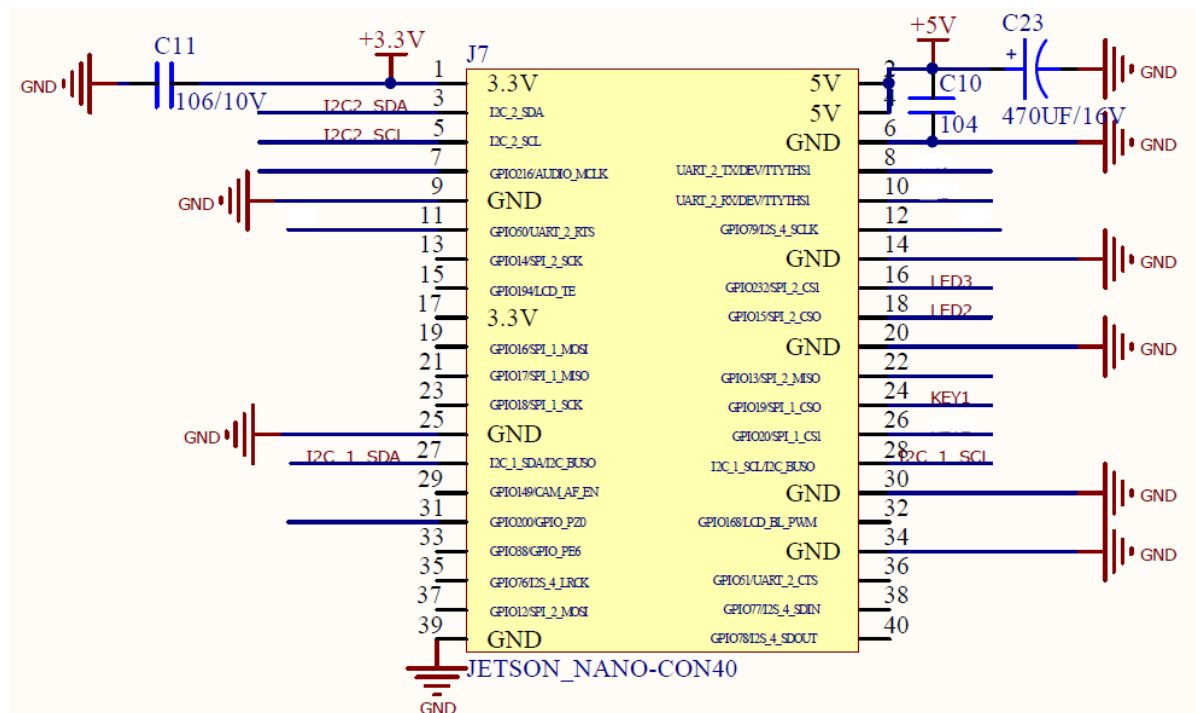 C11
+3.3V
J7
+5V
C23
+
GND
106/10V
C10
104
470UF/16V
GND
1 3.3V 5V 2
I2C2_SDA 3 I2C_2_SDA 5V 4
I2C2_SCL 5 I2C_2_SCL GND 6 GND
7 GPIO216/AUDIO_MCLK UART_2_TX/DEV/TTYTHS1 8
GND 9 GND UART_2_RX/DEV/TTYTHS1 10
11 GPIO50/UART_2_RTS GPIO79/I2S_4_SCLK 12
13 GPIO14/SPI_2_SCK GND 14 GND
15 GPIO194/LCD_TE GPIO232/SPI_2_CS1 16 LED3
17 3.3V GPIO15/SPI_2_CSO 18 LED2
19 GPIO16/SPI_1_MOSI GND 20 GND
21 GPIO17/SPI_1_MISO GPIO13/SPI_2_MISO 22
23 GPIO18/SPI_1_SCK GPIO19/SPI_1_CSO 24 KEY1
GND 25 GND GPIO20/SPI_1_CS1 26
I2C_1_SDA 27 I2C_1_SDA/I2C_BUSO I2C_1_SCL/I2C_BUSO 28 I2C_1_SCL
29 GPIO149/CAM_AF_EN GND 30 GND
31 GPIO200/GPIO_PZ0 GPIO168/LCD_BL_PWM 32
33 GPIO38/GPIO_PE6 GND 34 GND
35 GPIO76/I2S_4_LRCK GPIO51/UART_2_CTS 36
37 GPIO12/SPI_2_MOSI GPIO77/I2S_4_SDIN 38
39 GND GPIO78/I2S_4_SDOUT 40
JETSON_NANO-CON40
GND